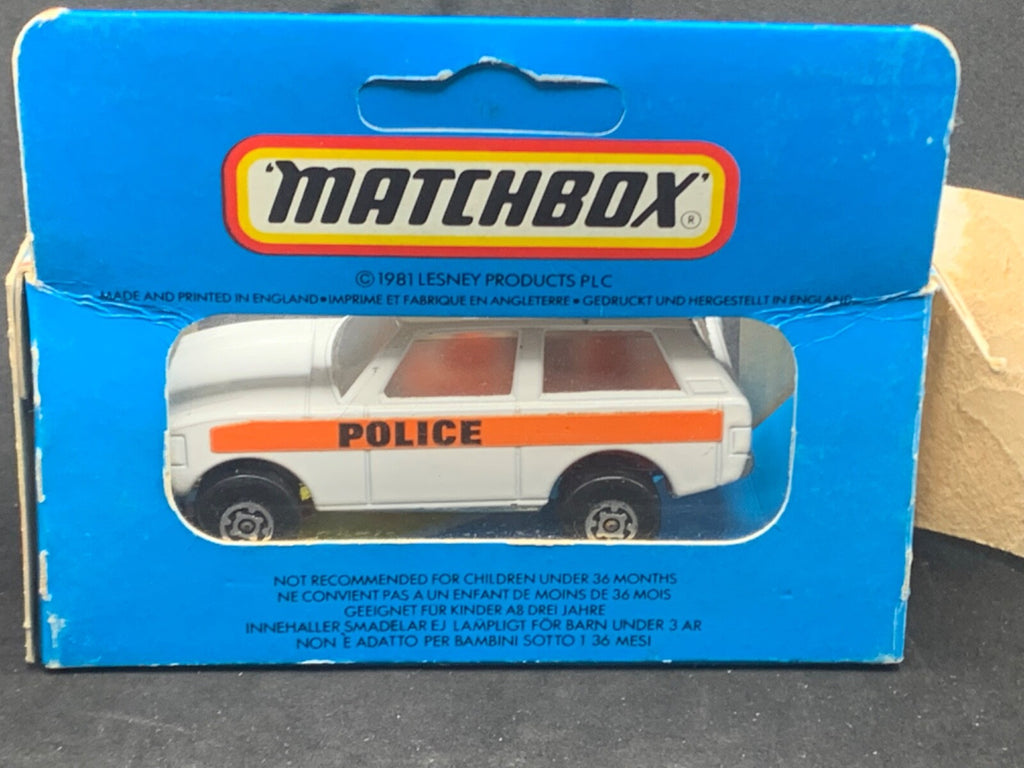 'MATCHBOX'®
© 1981 LESNEY PRODUCTS PLC
MADE AND PRINTED IN ENGLAND • IMPRIME ET FABRIQUE EN ANGLETERRE • GEDRUCKT UND HERGESTELLT IN ENGLAND
POLICE
NOT RECOMMENDED FOR CHILDREN UNDER 36 MONTHS
NE CONVIENT PAS A UN ENFANT DE MOINS DE 36 MOIS
GEEIGNET FÜR KINDER AB DREI JAHRE
INNEHALLER SMADELAR EJ LAMPLIGT FÖR BARN UNDER 3 AR
NON È ADATTO PER BAMBINI SOTTO I 36 MESI